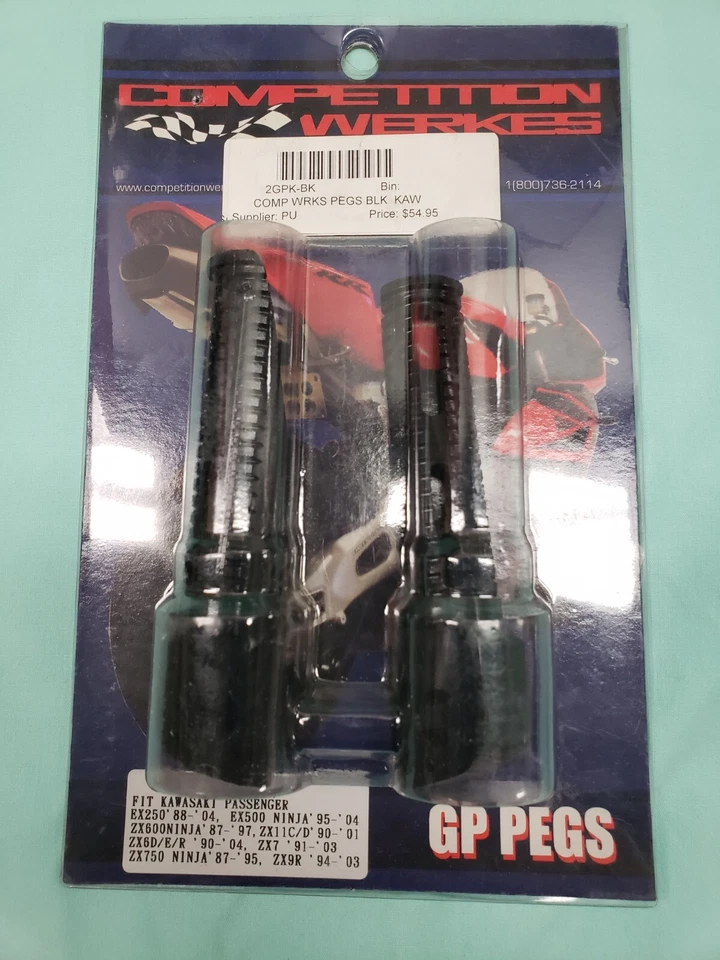 COMPETITION
WERKES
www.competitionwer
1(800)736-2114
2GPK-BK Bin:
COMP WRKS PEGS BLK KAW
Supplier: PU Price: $54.95
RR
FIT KAWASAKI PASSENGER
EX250'88-'04, EX500 NINJA'95-'04
ZX600NINJA'87-'97,ZX11C/D'90-'01
ZX6D/E/R '90-'04, ZX7 '91-'03
ZX750 NINJA'87-'95, ZX9R '94-'03
GP PEGS